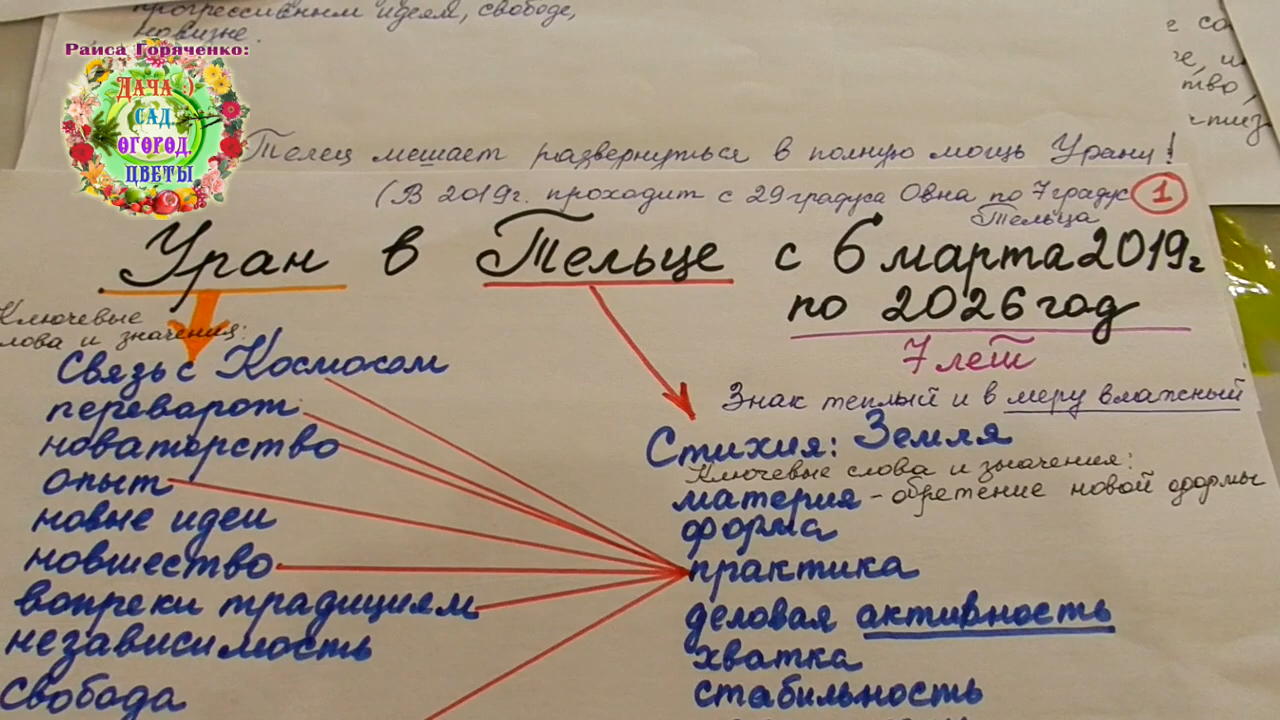 прогрессивным идеям, свободе,
новизне.
Раиса Горяченко:
Дача :)
сад
огород
цветы
Телец мешает развернуться в полную мощь Урану!
(В 2019г. проходит с 29 градуса Овна по 7 градус
Тельца
1
Уран в Тельце с 6 марта 2019г
по 2026 год
7 лет
Ключевые
слова и значения:
Связь с Космосом
переворот
новаторство
опыт
новые идеи
новшество
вопреки традициям
независимость
свобода
Знак теплый и в меру влажный
Стихия: Земля
Ключевые слова и значения:
материя - обретение новой формы
форма
практика
деловая активность
хватка
стабильность